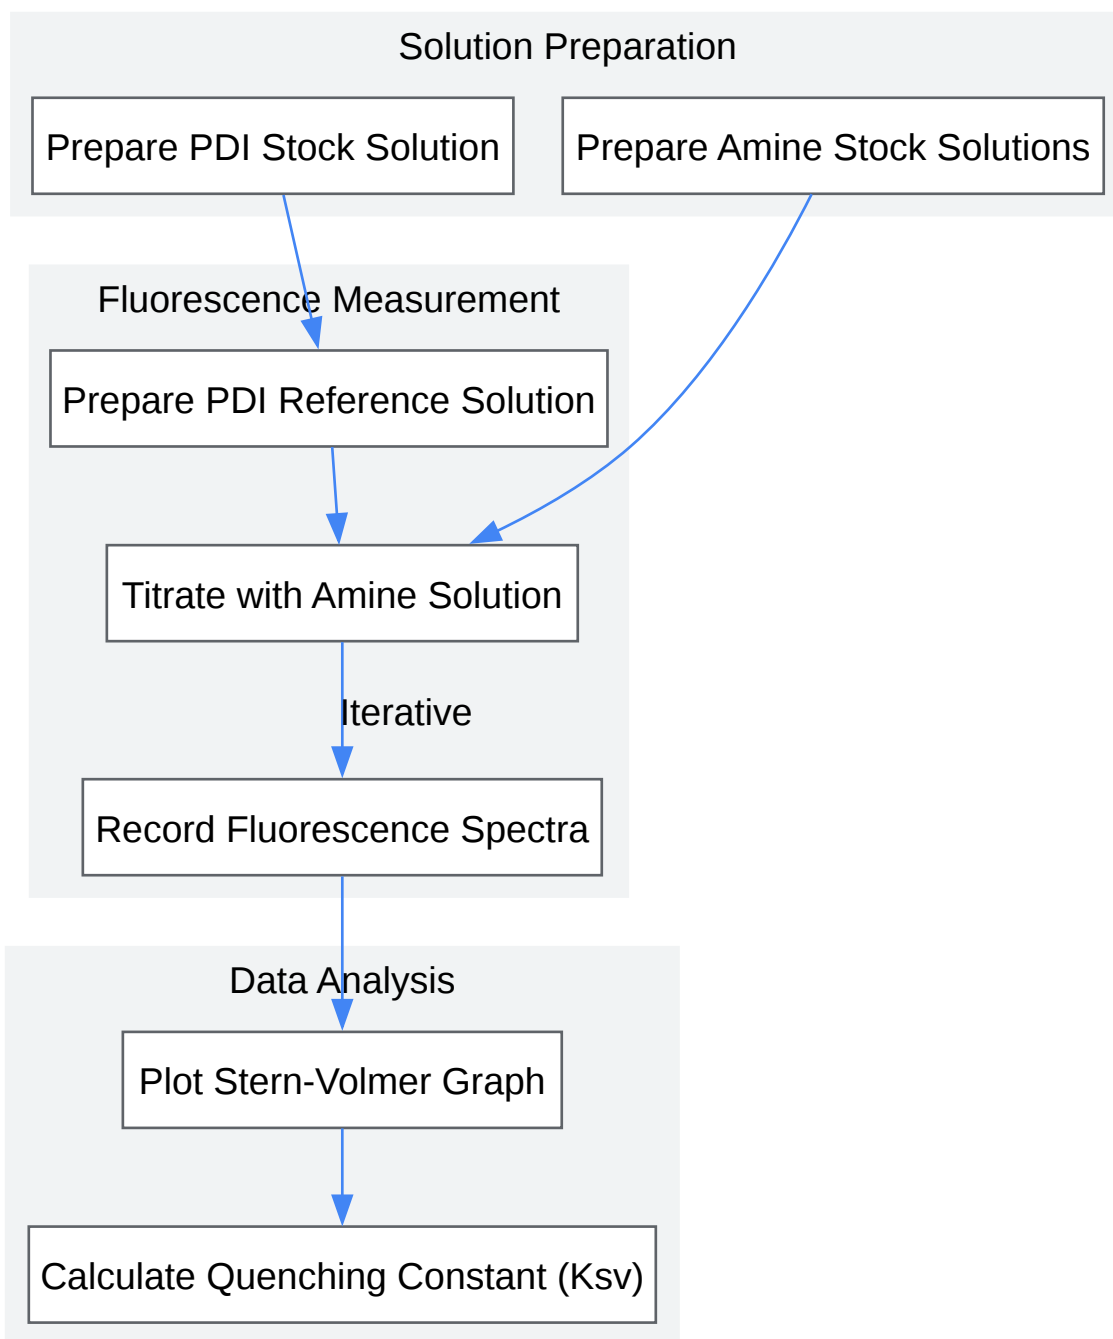 Solution Preparation
Prepare PDI Stock Solution
Prepare Amine Stock Solutions
Fluorescence Measurement
Prepare PDI Reference Solution
Titrate with Amine Solution
Iterative
Record Fluorescence Spectra
Data Analysis
Plot Stern-Volmer Graph
Calculate Quenching Constant (Ksv)